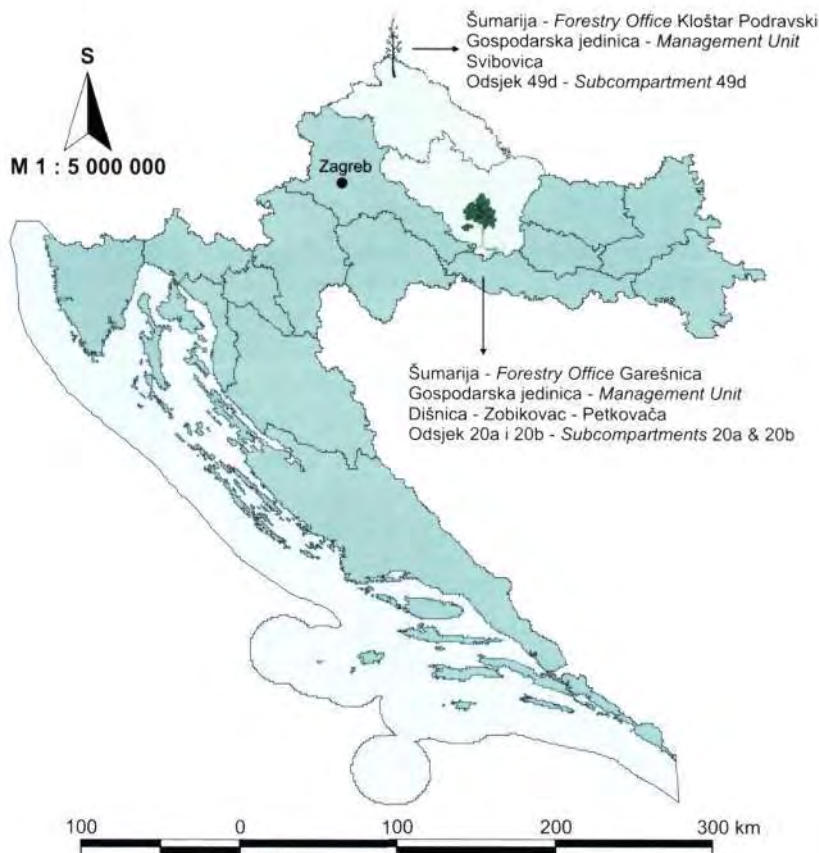 Šumarija - Forestry Office Kloštar Podravski
Gospodarska jedinica - Management Unit
Svibovica
Odsjek 49d - Subcompartment 49d
S
M 1 : 5 000 000
Zagreb
Šumarija - Forestry Office Garešnica
Gospodarska jedinica - Management Unit
Dišnica - Zobikovac - Petkovača
Odsjek 20a i 20b - Subcompartments 20a & 20b
100 0 100 200 300 km